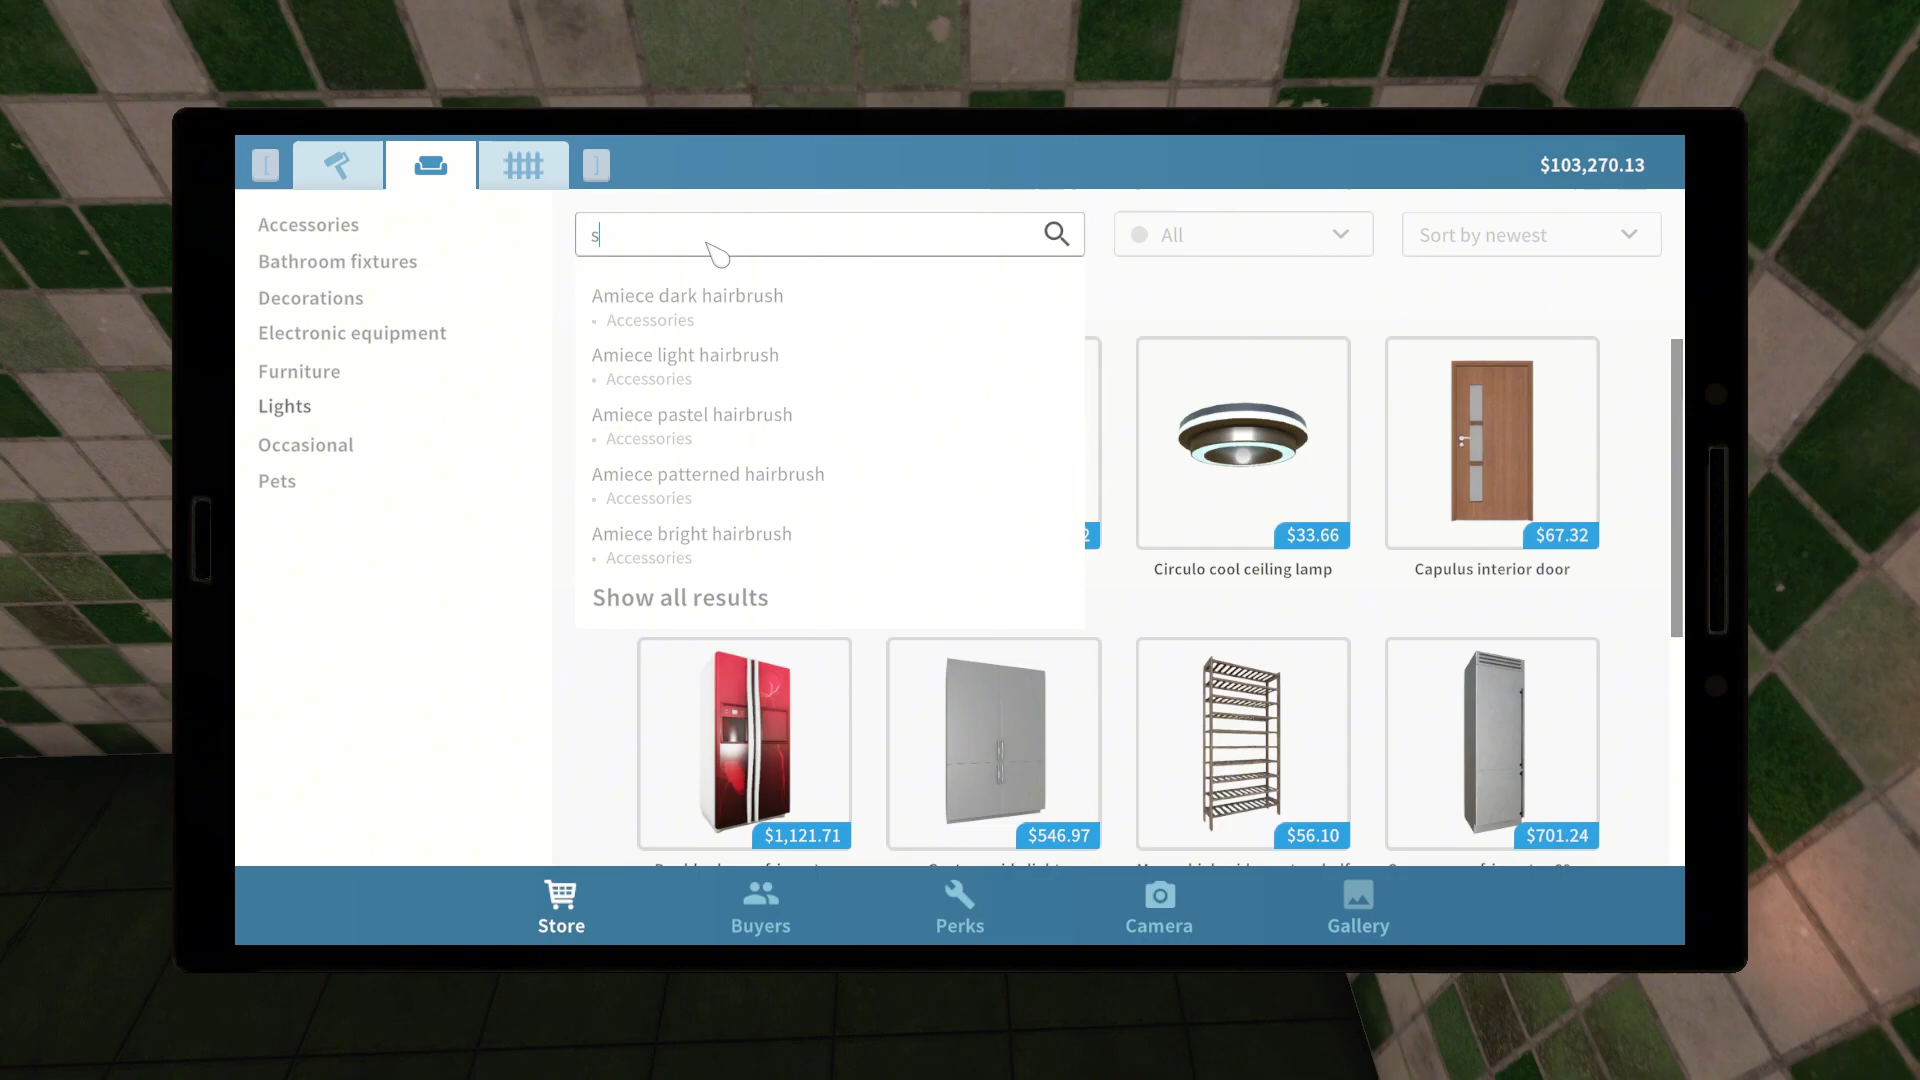 [
]
$103,270.13
Accessories
Bathroom fixtures
Decorations
Electronic equipment
Furniture
Lights
Occasional
Pets
s
All
Sort by newest
Amiece dark hairbrush
• Accessories
Amiece light hairbrush
• Accessories
Amiece pastel hairbrush
• Accessories
Amiece patterned hairbrush
• Accessories
Amiece bright hairbrush
• Accessories
Show all results
$33.66
$67.32
Circulo cool ceiling lamp
Capulus interior door
$1,121.71
$546.97
$56.10
$701.24
Store
Buyers
Perks
Camera
Gallery